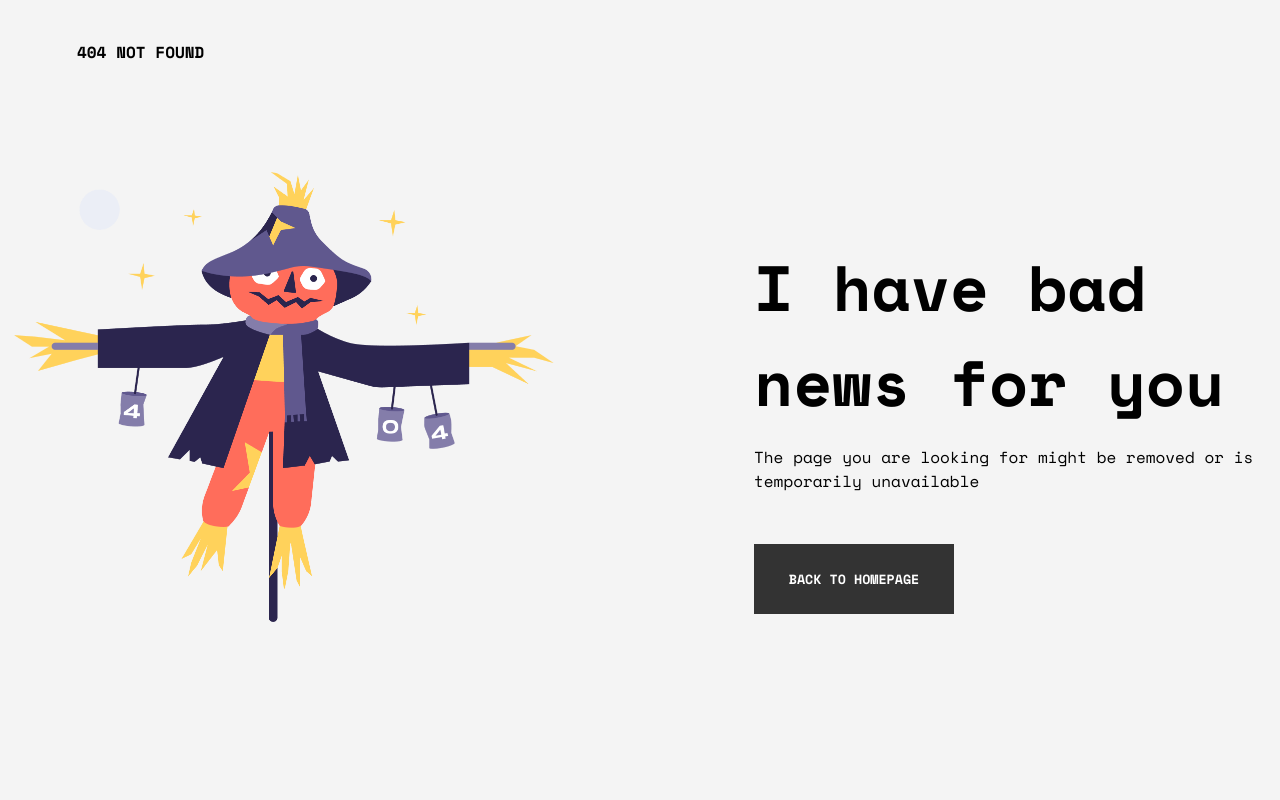 404 NOT FOUND
4
0
4
I have bad
news for you
The page you are looking for might be removed or is
temporarily unavailable
BACK TO HOMEPAGE